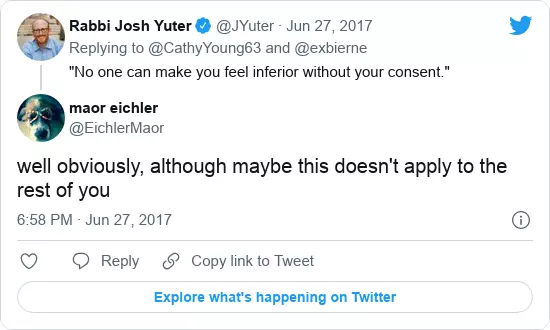 Rabbi Josh Yuter @JYuter · Jun 27, 2017
Replying to @CathyYoung63 and @exbierne
"No one can make you feel inferior without your consent."
maor eichler
@EichlerMaor
well obviously, although maybe this doesn't apply to the
rest of you
6:58 PM · Jun 27, 2017
Reply Copy link to Tweet
Explore what's happening on Twitter